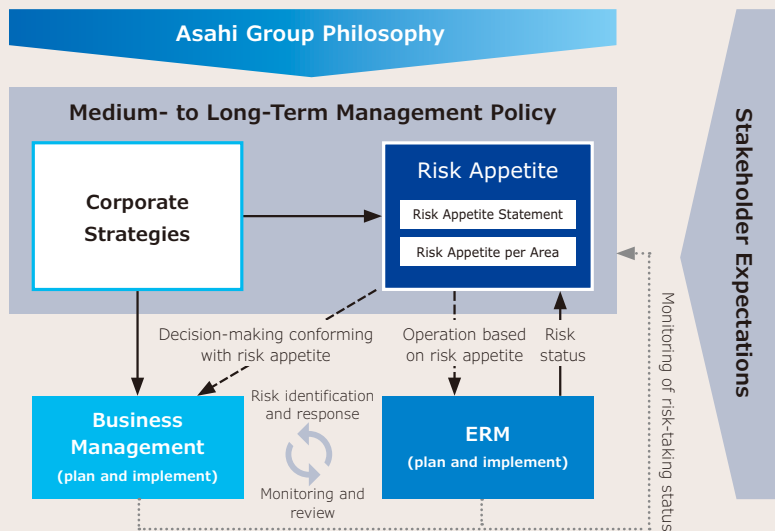 Asahi Group Philosophy
Medium- to Long-Term Management Policy
Corporate
Strategies
Risk Appetite
Risk Appetite Statement
Risk Appetite per Area
Decision-making conforming
with risk appetite
Operation based
on risk appetite
Risk
status
Business
Management
(plan and implement)
Risk identification
and response
Monitoring and
review
ERM
(plan and implement)
Monitoring of risk-taking status
Stakeholder Expectations